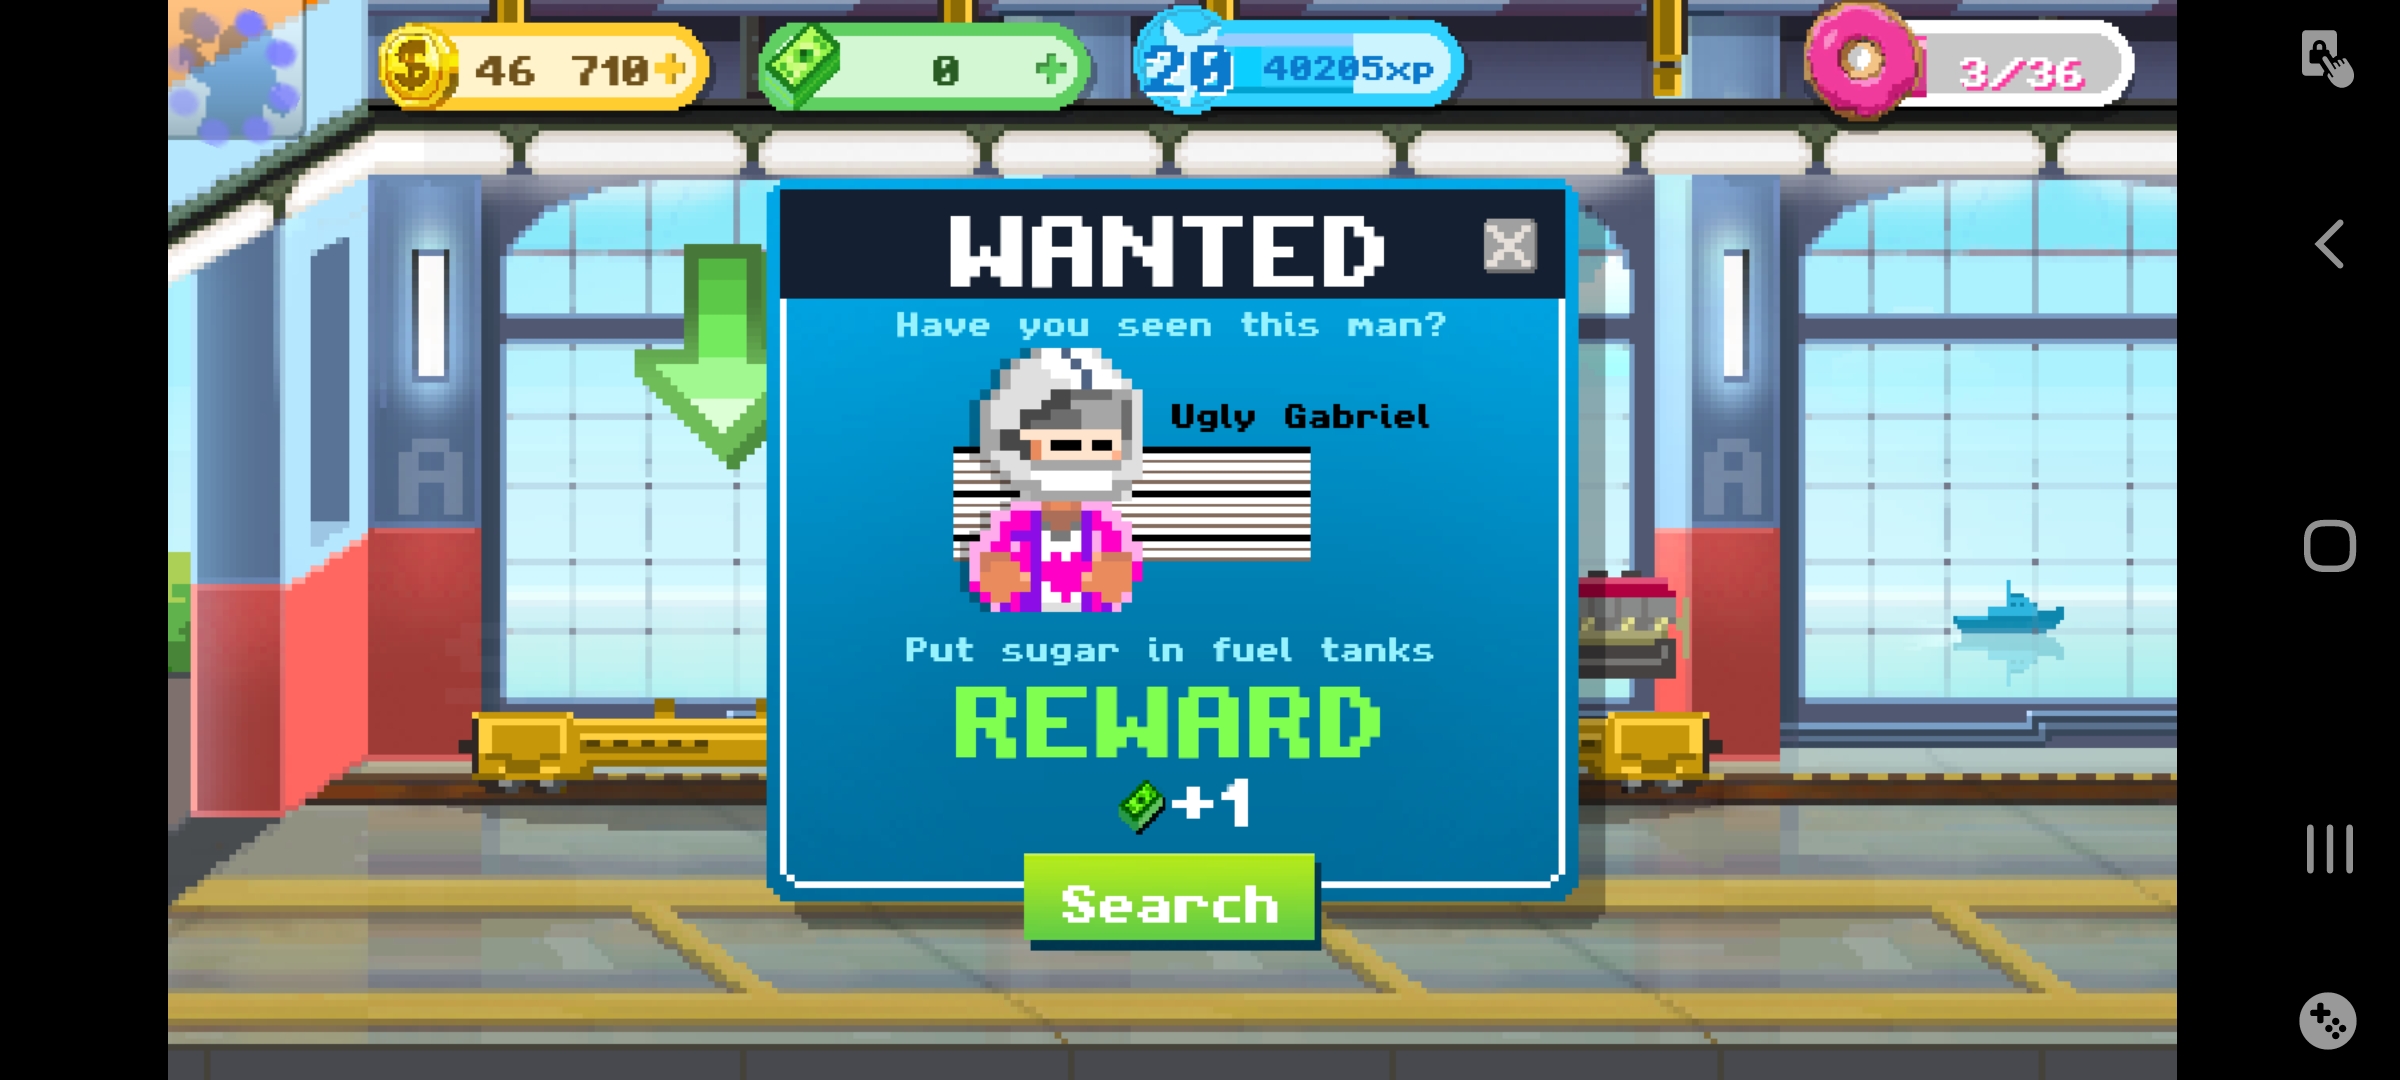 46 710 +
0 +
20 40205xp
3/36
WANTED
Have you seen this man?
Ugly Gabriel
A
A
Put sugar in fuel tanks
REWARD
+1
Search